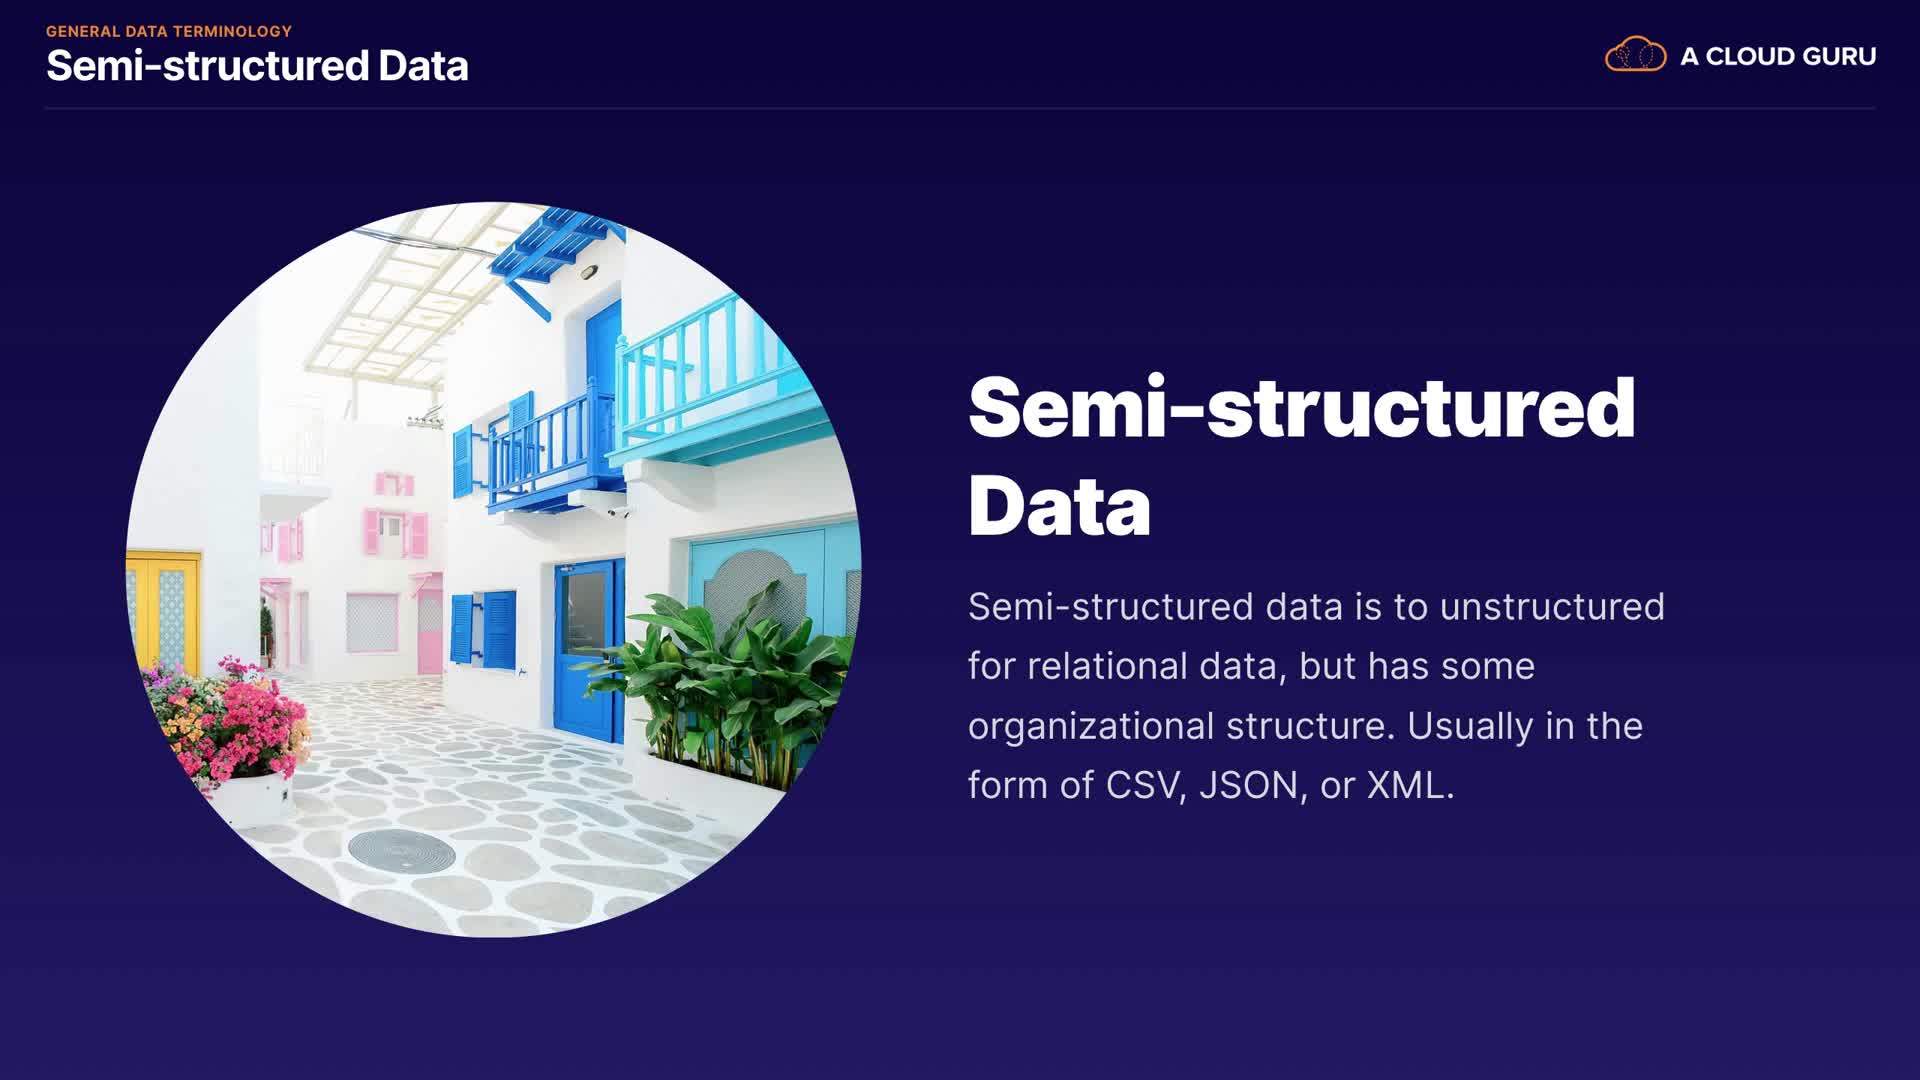 GENERAL DATA TERMINOLOGY
Semi-structured Data
A CLOUD GURU
Semi-structured
Data
Semi-structured data is to unstructured
for relational data, but has some
organizational structure. Usually in the
form of CSV, JSON, or XML.